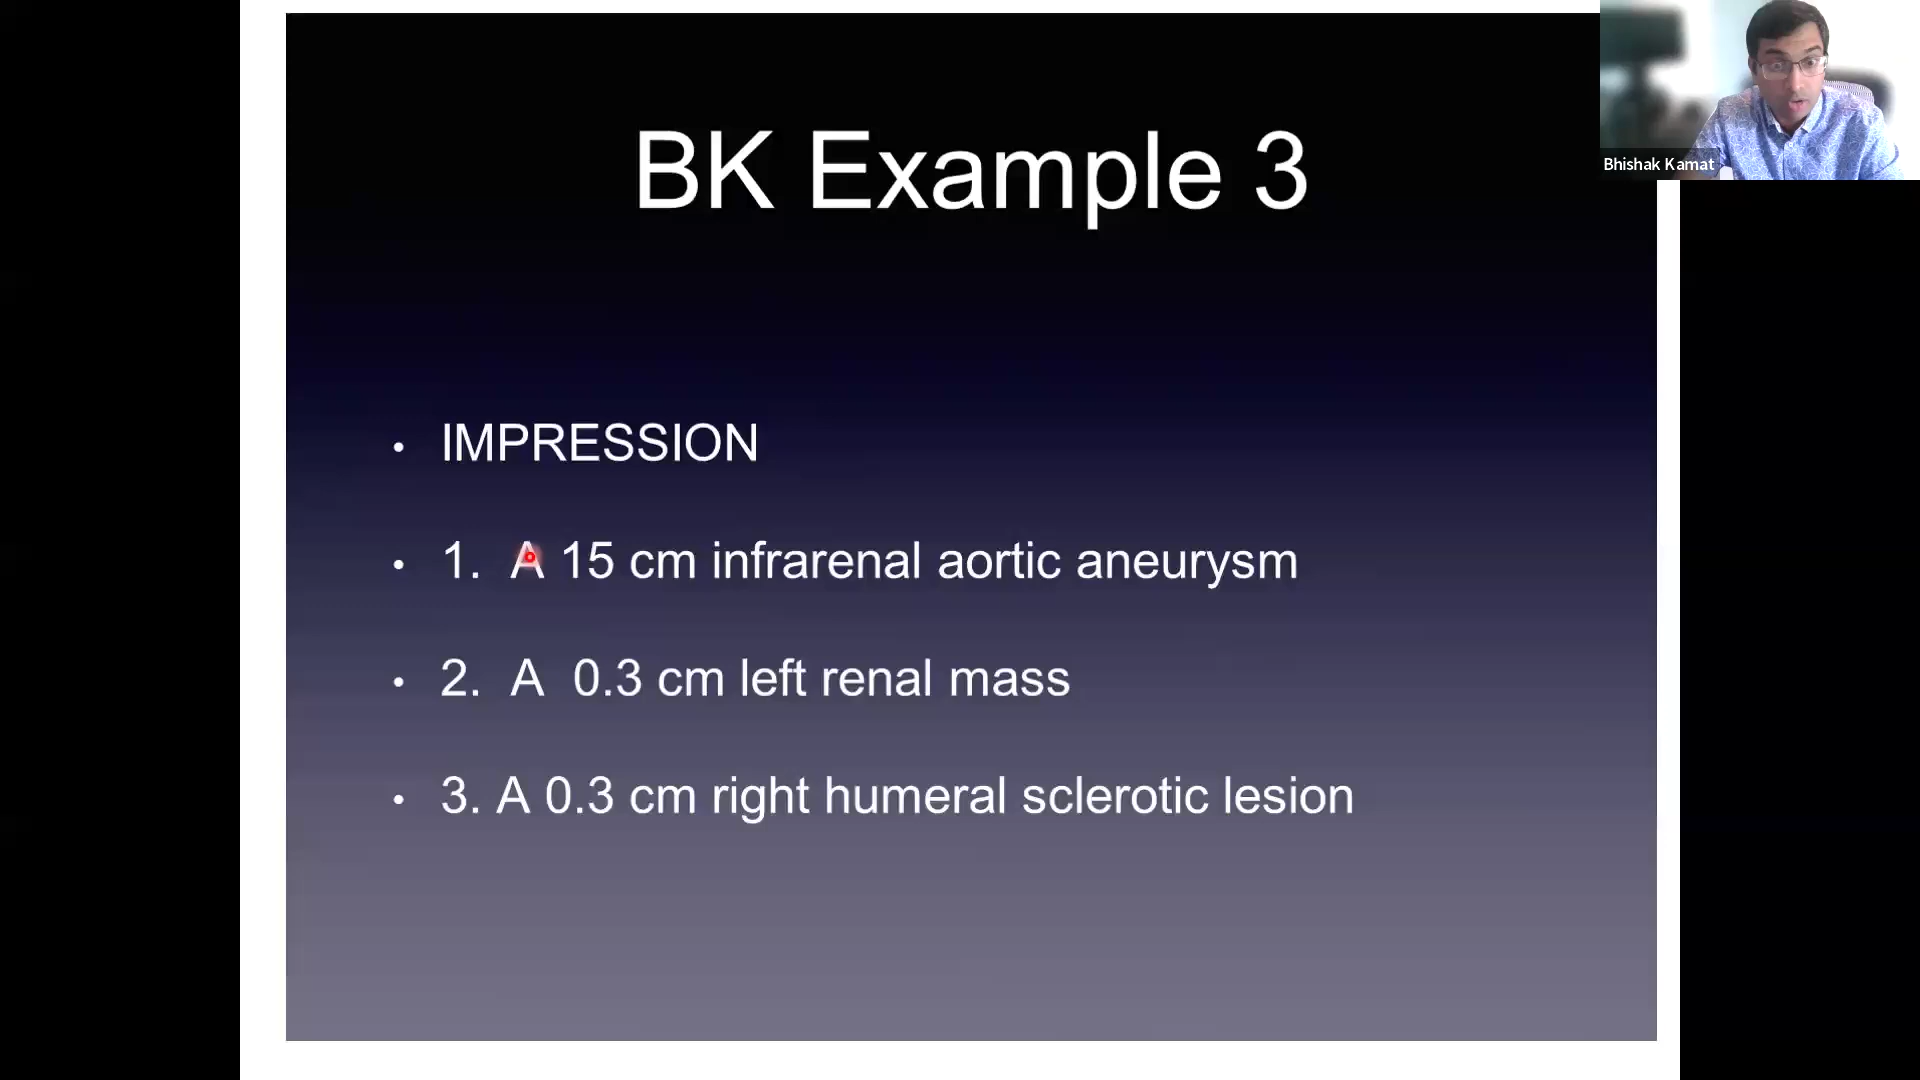 BK Example 3
Bhishak Kamat
• IMPRESSION
• 1. A 15 cm infrarenal aortic aneurysm
• 2. A 0.3 cm left renal mass
• 3. A 0.3 cm right humeral sclerotic lesion